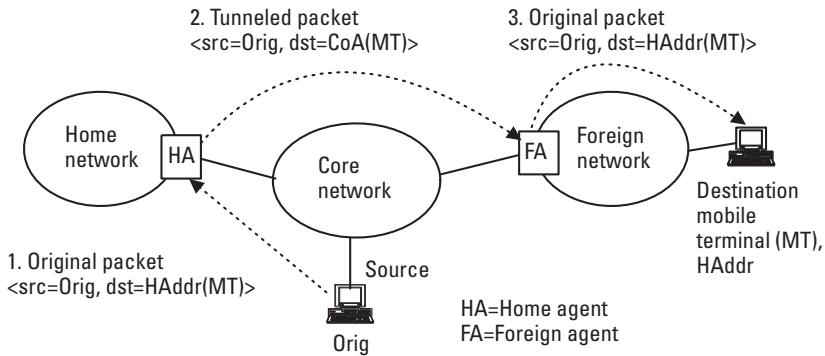 2. Tunneled packet
<src=Orig, dst=CoA(MT)>
3. Original packet
<src=Orig, dst=HAddr(MT)>
Home
network
HA
Core
network
FA
Foreign
network
Destination
mobile
terminal (MT),
HAddr
1. Original packet
<src=Orig, dst=HAddr(MT)>
Source
Orig
HA=Home agent
FA=Foreign agent